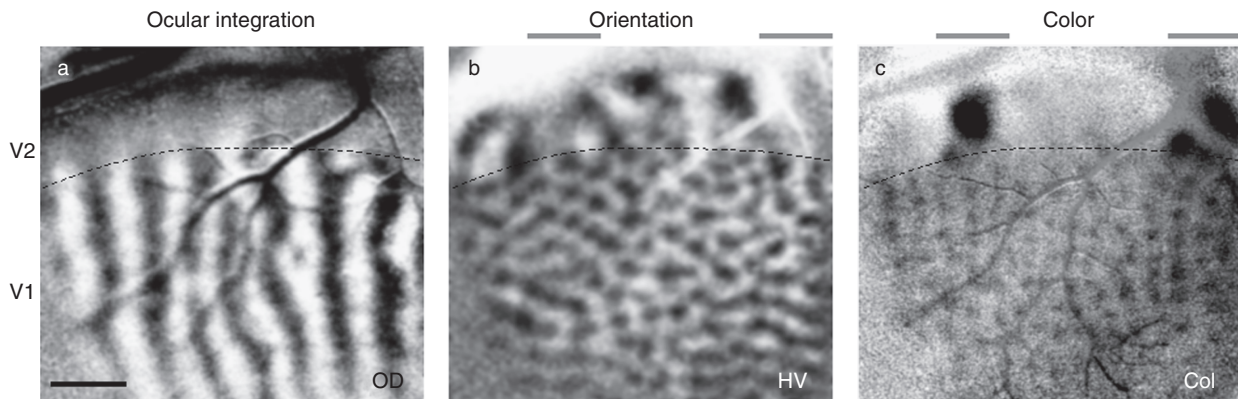 Ocular integration
Orientation
Color
a
b
c
V2
V1
OD
HV
Col